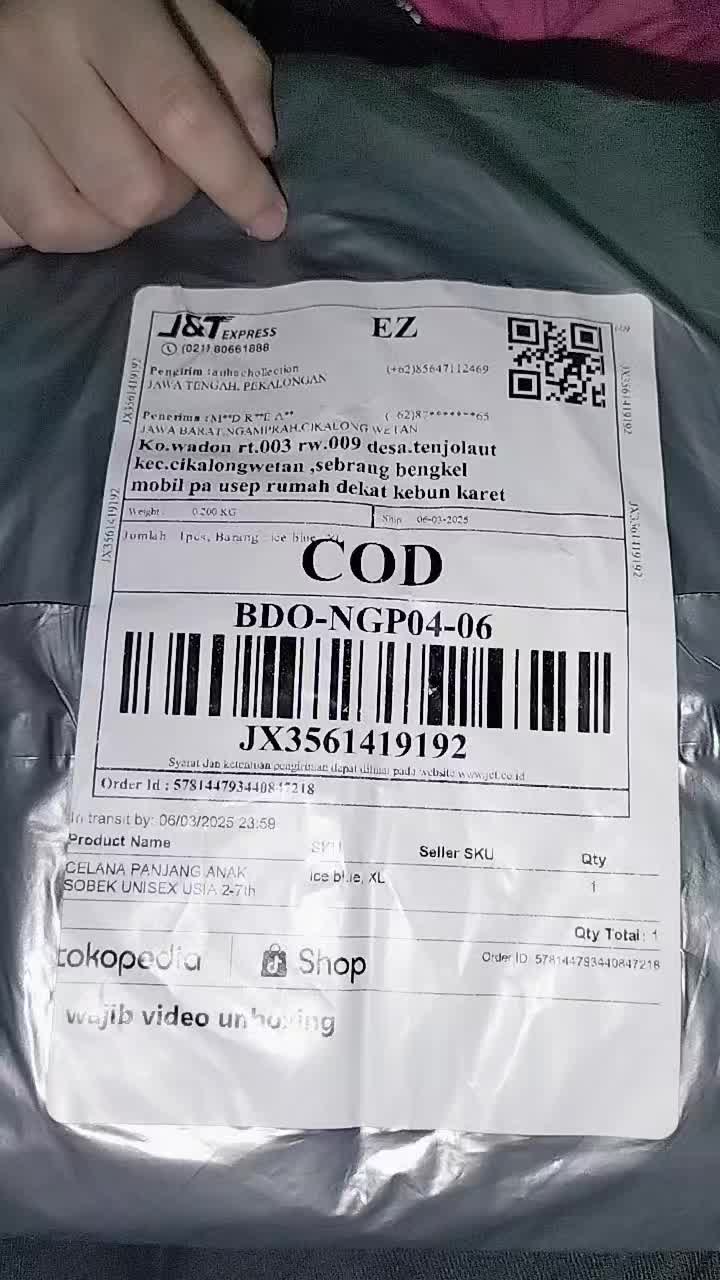 J&T EXPRESS
EZ
(021) 80661888
Pengirim
(+62)85647112469
JAWA TENGAH, PEKALONGAN
Penerima
JAWA BARAT,NGAMPRAH,CIKALONG WETAN
Ko.wadon rt.003 rw.009 desa.tenjolaut
kec.cikalongwetan ,sebrang bengkel
mobil pa usep rumah dekat kebun karet
Weight : 0.200 KG
Ship: 06-03-2025
Jumlah 1pcs, Barang ice blue
COD
BDO-NGP04-06
JX3561419192
Syarat dan ketentuan pengiriman dapat dilihat pada website www.jet.co.id
Order Id : 578144793440847218
In transit by: 06/03/2025 23:59
Product Name SKU Seller SKU Qty
CELANA PANJANG ANAK
SOBEK UNISEX USIA 2-7th
ice blue, XL
1
Qty Total: 1
tokopedia Shop
Order ID: 578144793440847218
wajib video unboxing
JX3561419192
JX3561419192
JX3561419192
JX3561419192